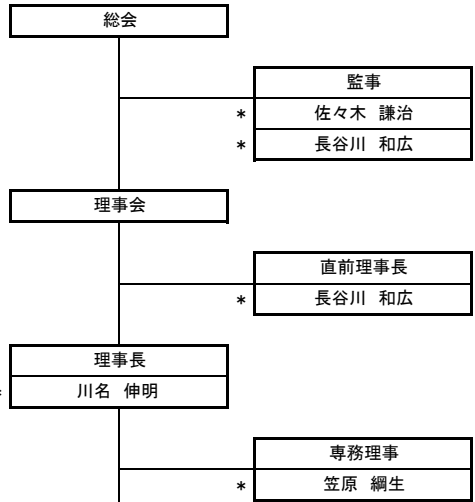 総会
監事
* 佐々木 謙治
* 長谷川 和広
理事会
直前理事長
* 長谷川 和広
理事長
* 川名 伸明
専務理事
* 笠原 綱生